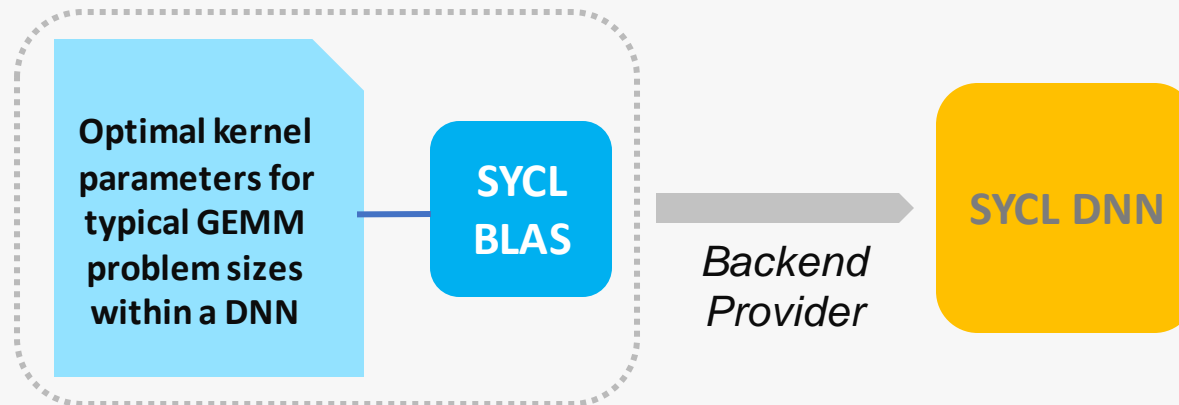 Optimal kernel
parameters for
typical GEMM
problem sizes
within a DNN
SYCL
BLAS
Backend
Provider
SYCL DNN